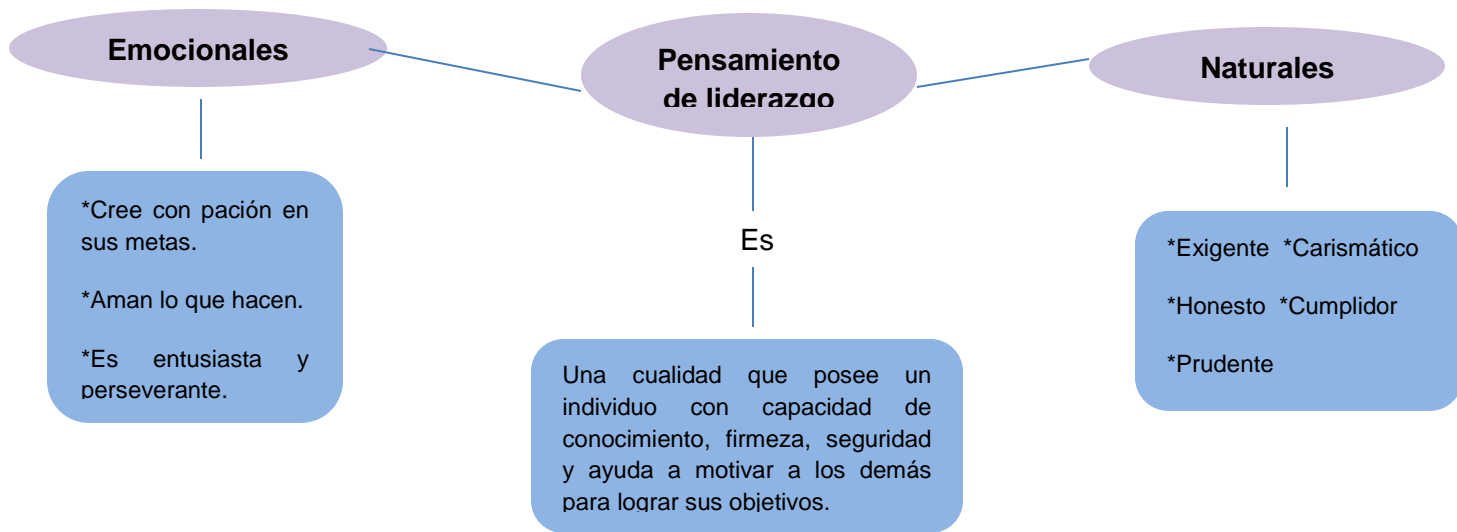 Emocionales
Pensamiento
de liderazgo
Naturales
*Cree con pación en
sus metas.
*Aman lo que hacen.
*Es entusiasta y
perseverante.
Es
Una cualidad que posee un
individuo con capacidad de
conocimiento, firmeza, seguridad
y ayuda a motivar a los demás
para lograr sus objetivos.
*Exigente *Carismático
*Honesto *Cumplidor
*Prudente